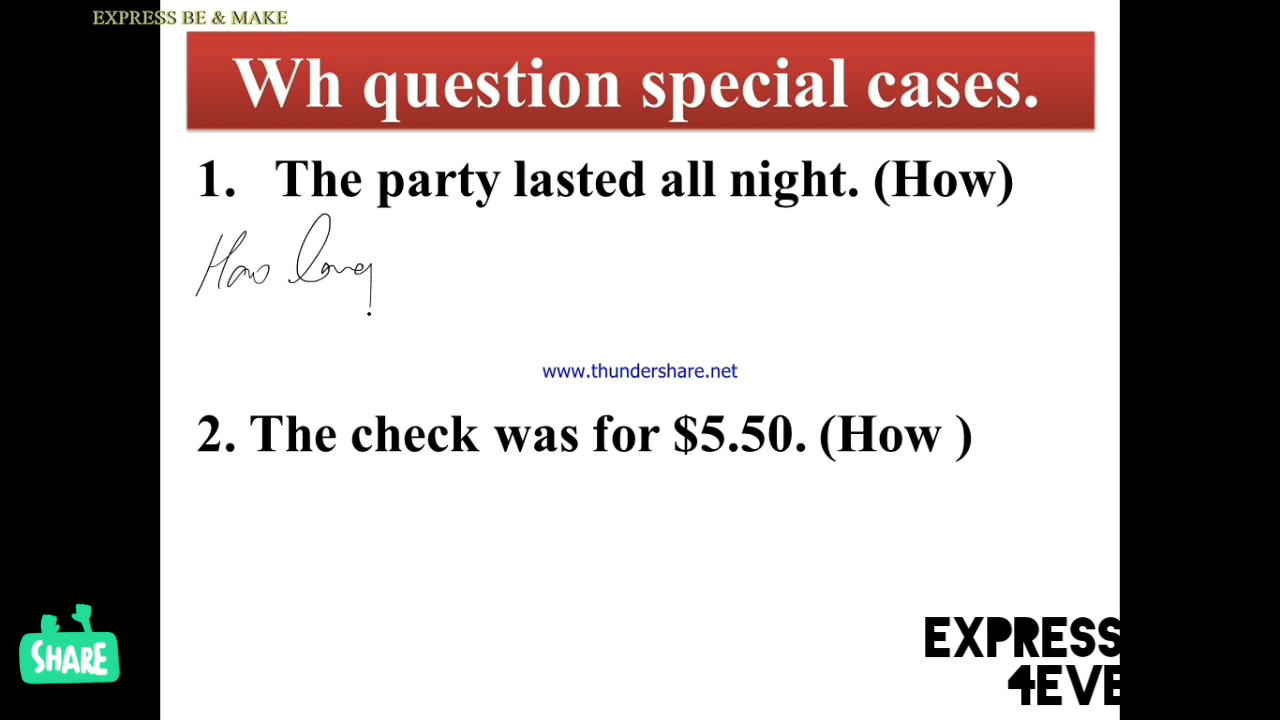 EXPRESS BE & MAKE
Wh question special cases.
1. The party lasted all night. (How)
How long
www.thundershare.net
2. The check was for $5.50. (How )
SHARE
EXPRESS
4EVE